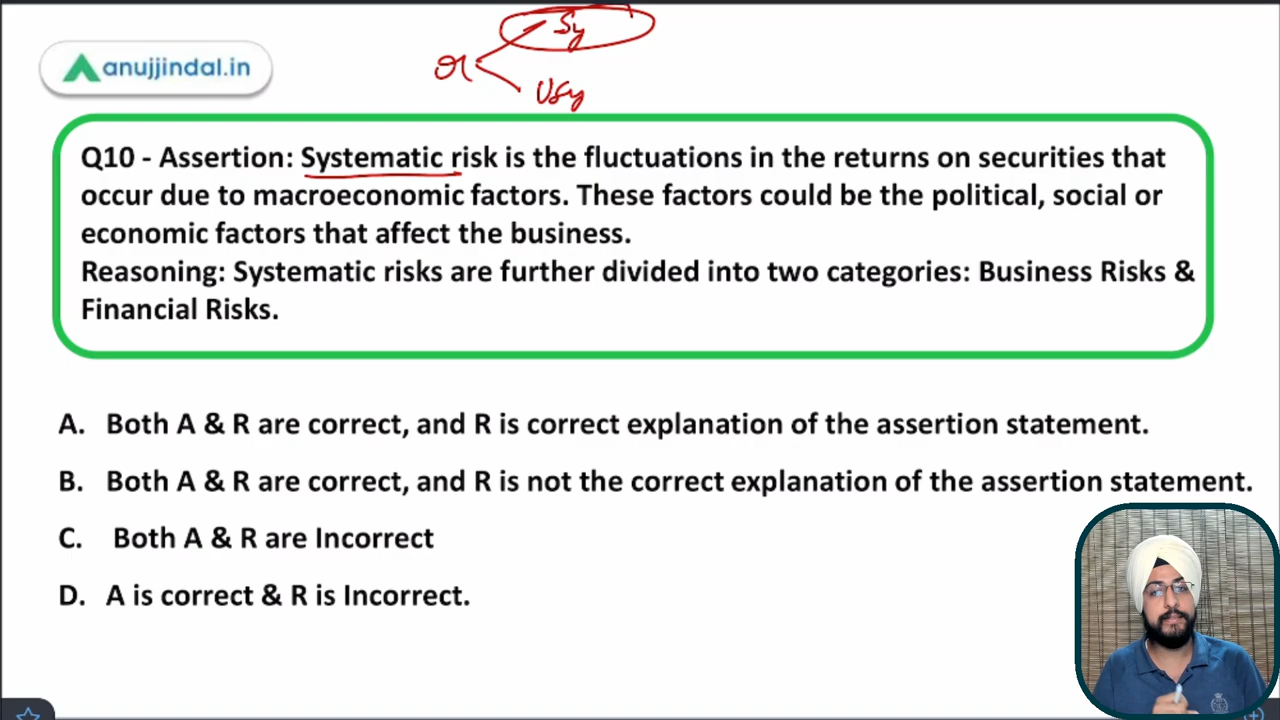 Sy
anujjindal.in
USy
Q10 - Assertion: Systematic risk is the fluctuations in the returns on securities that
occur due to macroeconomic factors. These factors could be the political, social or
economic factors that affect the business.
Reasoning: Systematic risks are further divided into two categories: Business Risks &
Financial Risks.
A. Both A & R are correct, and R is correct explanation of the assertion statement.
B. Both A & R are correct, and R is not the correct explanation of the assertion statement.
C. Both A & R are Incorrect
D. A is correct & R is Incorrect.